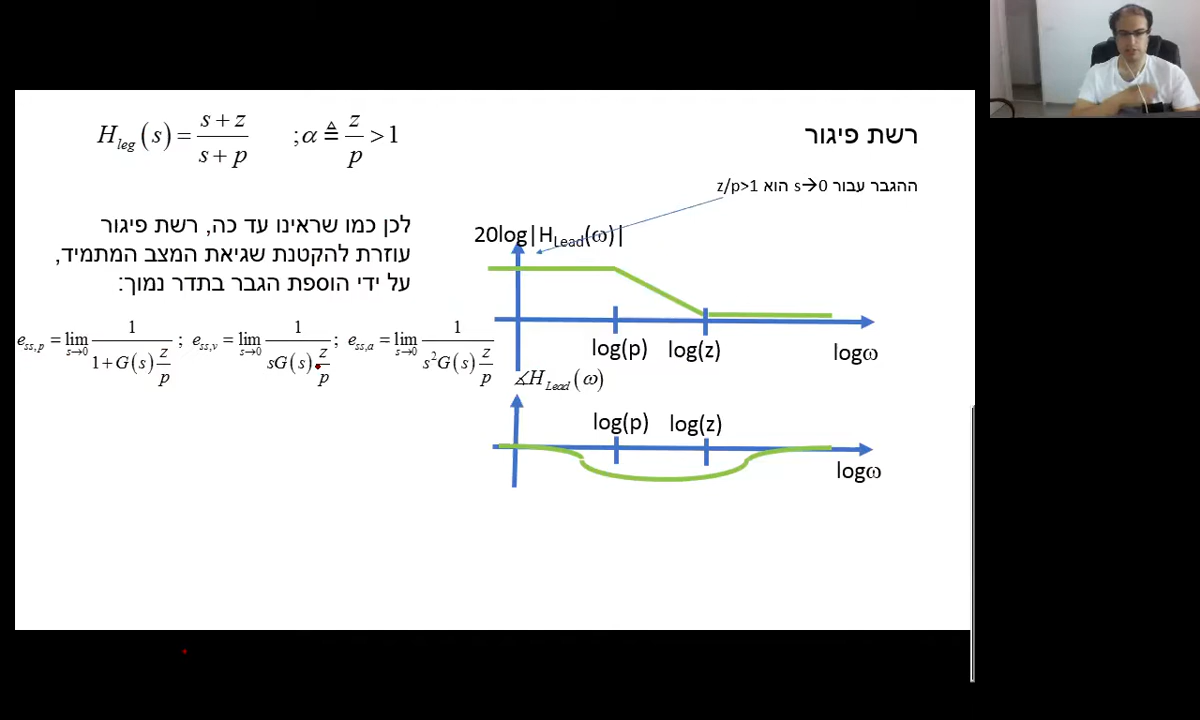 רשת פיגור
H_leg(s) = (s+z)/(s+p) ;α ≜ z/p > 1
ההגבר עבור s→0 הוא z/p>1
לכן כמו שראינו עד כה, רשת פיגור
עוזרת להקטנת שגיאת המצב המתמיד,
על ידי הוספת הגבר בתדר נמוך:
e_ss,p = lim_{s→0} 1/(1+G(s) z/p) ; e_ss,v = lim_{s→0} 1/(sG(s) z/p) ; e_ss,a = lim_{s→0} 1/(s²G(s) z/p)
20log|H_Lead(ω)|
log(p) log(z) logω
∡H_Lead(ω)
log(p) log(z)
logω